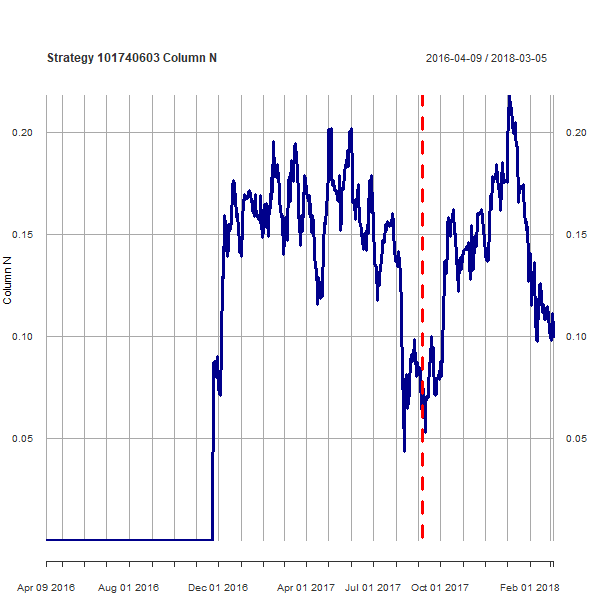 Strategy 101740603 Column N
2016-04-09 / 2018-03-05
Column N
0.20
0.15
0.10
0.05
0.20
0.15
0.10
0.05
Apr 09 2016
Aug 01 2016
Dec 01 2016
Apr 01 2017
Jul 01 2017
Oct 01 2017
Feb 01 2018